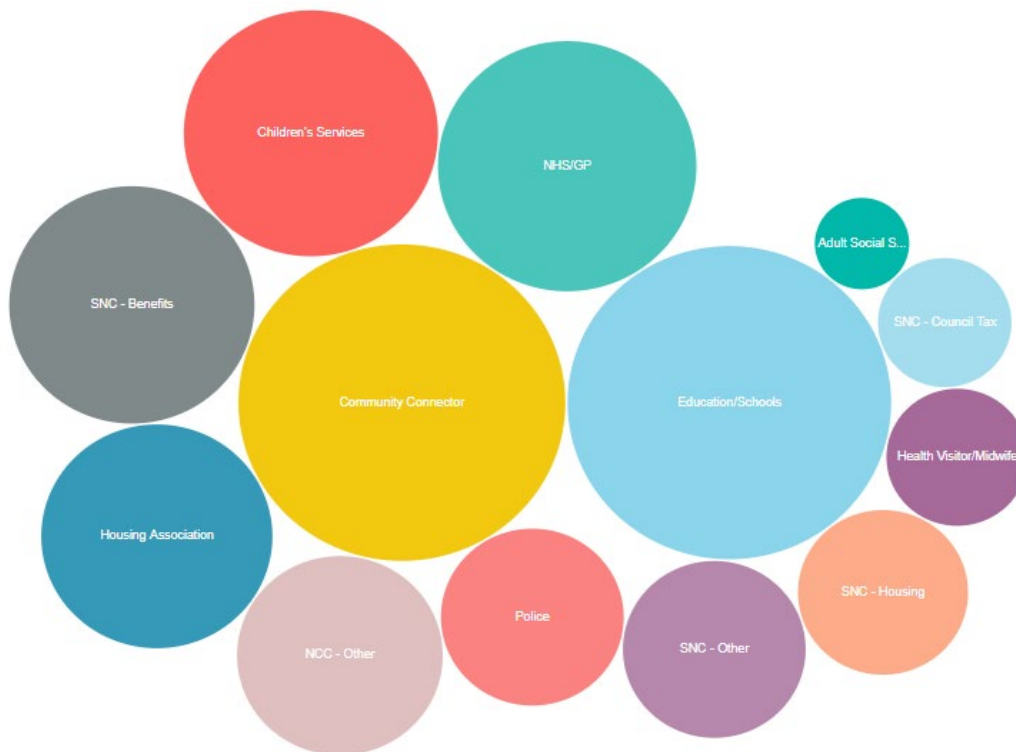 Children's Services
NHS/GP
Adult Social S...
SNC - Benefits
SNC - Council Tax
Community Connector
Education/Schools
Health Visitor/Midwife
Housing Association
SNC - Housing
Police
NCC - Other
SNC - Other